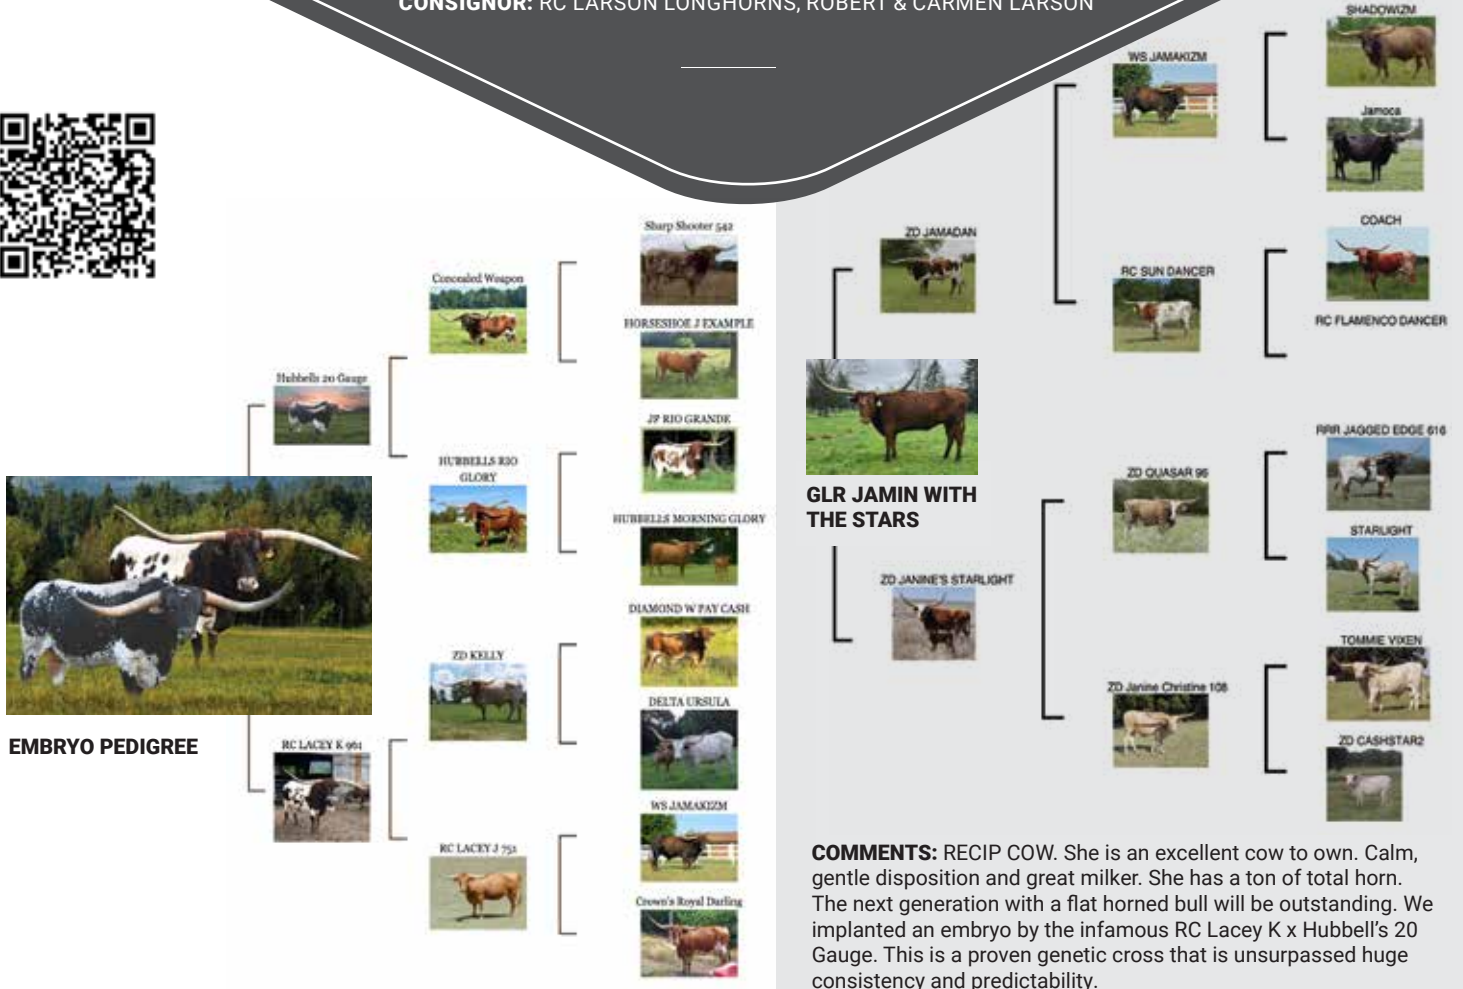 CONSIGNOR: RC LARSON LONGHORNS, ROBERT & CARMEN LARSON
Sharp Shooter 542
Concealed Weapon
HORSESHOE J EXAMPLE
Hubbells 20 Gauge
JP RIO GRANDE
HUBBELLS RIO
GLORY
HUBBELLS MORNING GLORY
EMBRYO PEDIGREE
DIAMOND W PAY CASH
ZD KELLY
DELTA URSULA
RC LACEY K 961
WS JAMAKIZM
RC LACEY J 751
Crown's Royal Darling
SHADOWIZM
WS JAMAKIZM
Jamoca
ZD JAMADAN
COACH
RC SUN DANCER
RC FLAMENCO DANCER
GLR JAMIN WITH
THE STARS
RRR JAGGED EDGE 616
ZD QUASAR 96
STARLIGHT
ZD JANINE'S STARLIGHT
TOMMIE VIXEN
ZD Janine Christine 108
ZD CASHSTAR2
COMMENTS: RECIP COW. She is an excellent cow to own. Calm,
gentle disposition and great milker. She has a ton of total horn.
The next generation with a flat horned bull will be outstanding. We
implanted an embryo by the infamous RC Lacey K x Hubbell's 20
Gauge. This is a proven genetic cross that is unsurpassed huge
consistency and predictability.